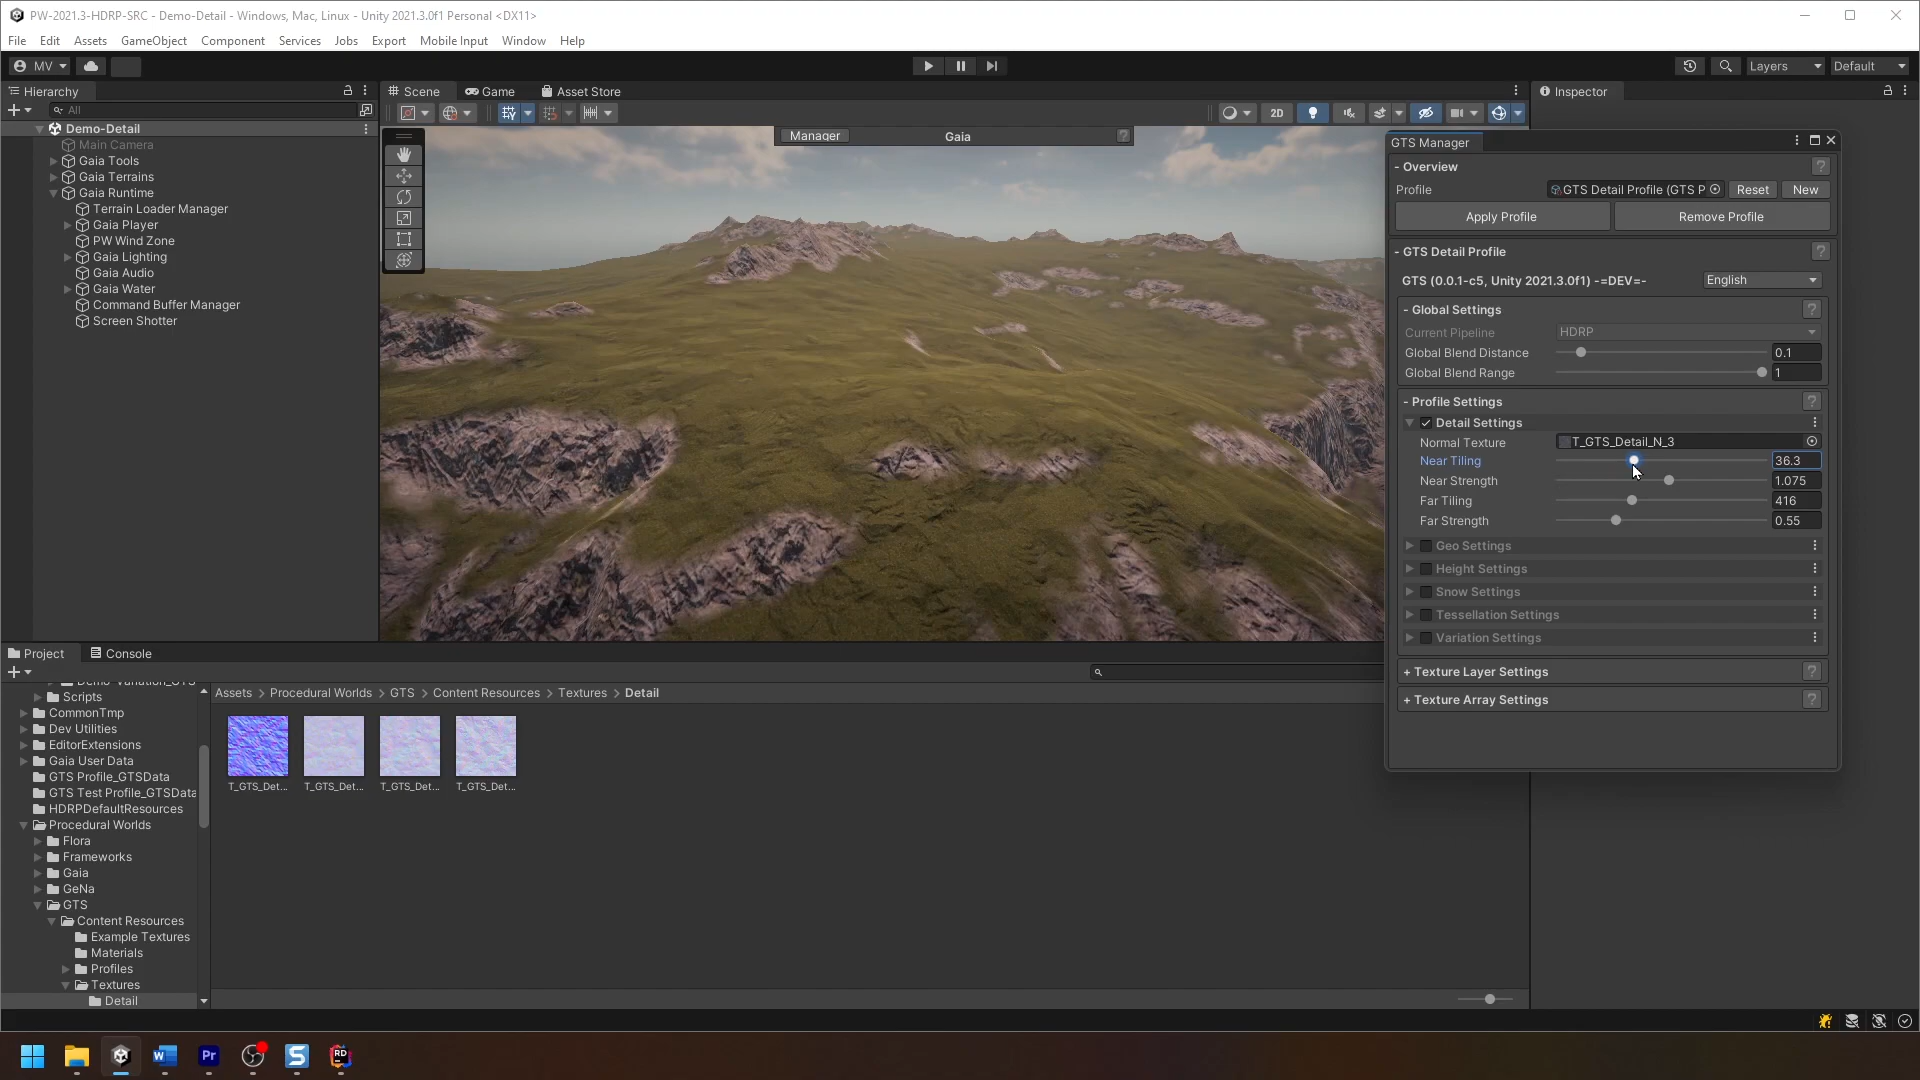 PW-2021.3-HDRP-SRC - Demo-Detail - Windows, Mac, Linux - Unity 2021.3.0f1 Personal <DX11>
File Edit Assets GameObject Component Services Jobs Export Mobile Input Window Help
MV Layers Default
Hierarchy
All
Demo-Detail
Main Camera
Gaia Tools
Gaia Terrains
Gaia Runtime
Terrain Loader Manager
Gaia Player
PW Wind Zone
Gaia Lighting
Gaia Audio
Gaia Water
Command Buffer Manager
Screen Shotter
Scene Game Asset Store
2D
Manager Gaia ?
Inspector
GTS Manager
- Overview ?
Profile GTS Detail Profile (GTS P Reset New
Apply Profile Remove Profile
- GTS Detail Profile ?
GTS (0.0.1-c5, Unity 2021.3.0f1) -=DEV=- English
- Global Settings ?
Current Pipeline HDRP
Global Blend Distance 0.1
Global Blend Range 1
- Profile Settings ?
Detail Settings
Normal Texture T_GTS_Detail_N_3
Near Tiling 36.3
Near Strength 1.075
Far Tiling 416
Far Strength 0.55
Geo Settings
Height Settings
Snow Settings
Tessellation Settings
Variation Settings
+ Texture Layer Settings ?
+ Texture Array Settings ?
Project Console
Demo-Variation_GTS
Scripts
CommonTmp
Dev Utilities
EditorExtensions
Gaia User Data
GTS Profile_GTSData
GTS Test Profile_GTSData
HDRPDefaultResources
Procedural Worlds
Flora
Frameworks
Gaia
GeNa
GTS
Content Resources
Example Textures
Materials
Profiles
Textures
Detail
Assets > Procedural Worlds > GTS > Content Resources > Textures > Detail
T_GTS_Det... T_GTS_Det... T_GTS_Det... T_GTS_Det...
W Pr S RD